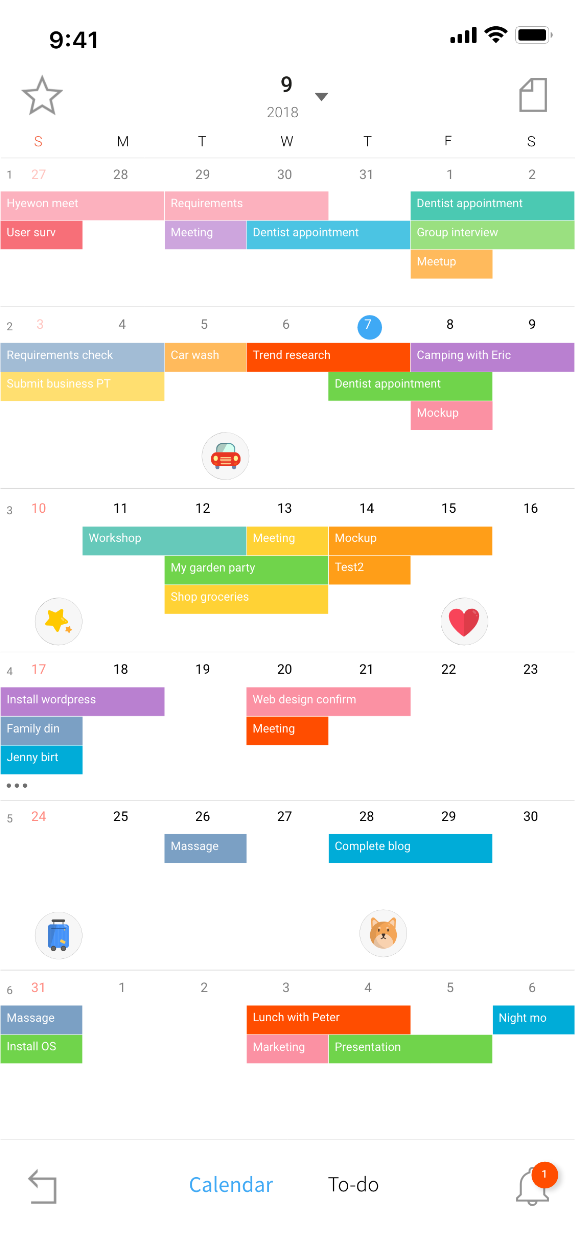 9:41
9
2018
S M T W T F S
1 27 28 29 30 31 1 2
Hyewon meet Requirements Dentist appointment
User surv Meeting Dentist appointment Group interview
Meetup
2 3 4 5 6 7 8 9
Requirements check Car wash Trend research Camping with Eric
Submit business PT Dentist appointment
Mockup
3 10 11 12 13 14 15 16
Workshop Meeting Mockup
My garden party Test2
Shop groceries
4 17 18 19 20 21 22 23
Install wordpress Web design confirm
Family din Meeting
Jenny birt
•••
5 24 25 26 27 28 29 30
Massage Complete blog
6 31 1 2 3 4 5 6
Massage Lunch with Peter Night mo
Install OS Marketing Presentation
Calendar To-do 1